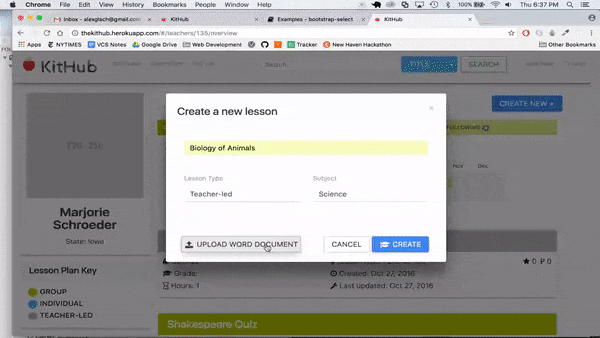 Chrome File Edit View History Bookmarks People Window Help
100% Thu 6:37 PM
Inbox - alexgtach@gmail.com
KitHub
Examples - bootstrap-select
KitHub
thekithub.herokuapp.com/#/teachers/135/overview
Apps NYTIMES VCS Notes Google Drive New Haven Hackathon Other Bookmarks
KitHub
Search
TITLE
SEARCH
CREATE NEW
Create a new lesson
×
Biology of Animals
Lesson Type
Subject
Teacher-led
Science
UPLOAD WORD DOCUMENT
CANCEL
CREATE
Nov Dec
Marjorie
Schroeder
State: Iowa
Lesson Plan Key
GROUP
INDIVIDUAL
TEACHER-LED
0 0
Grade:
Created: Oct 27, 2016
Hours: 1
Last updated: Oct 27, 2016
Shakespeare Quiz